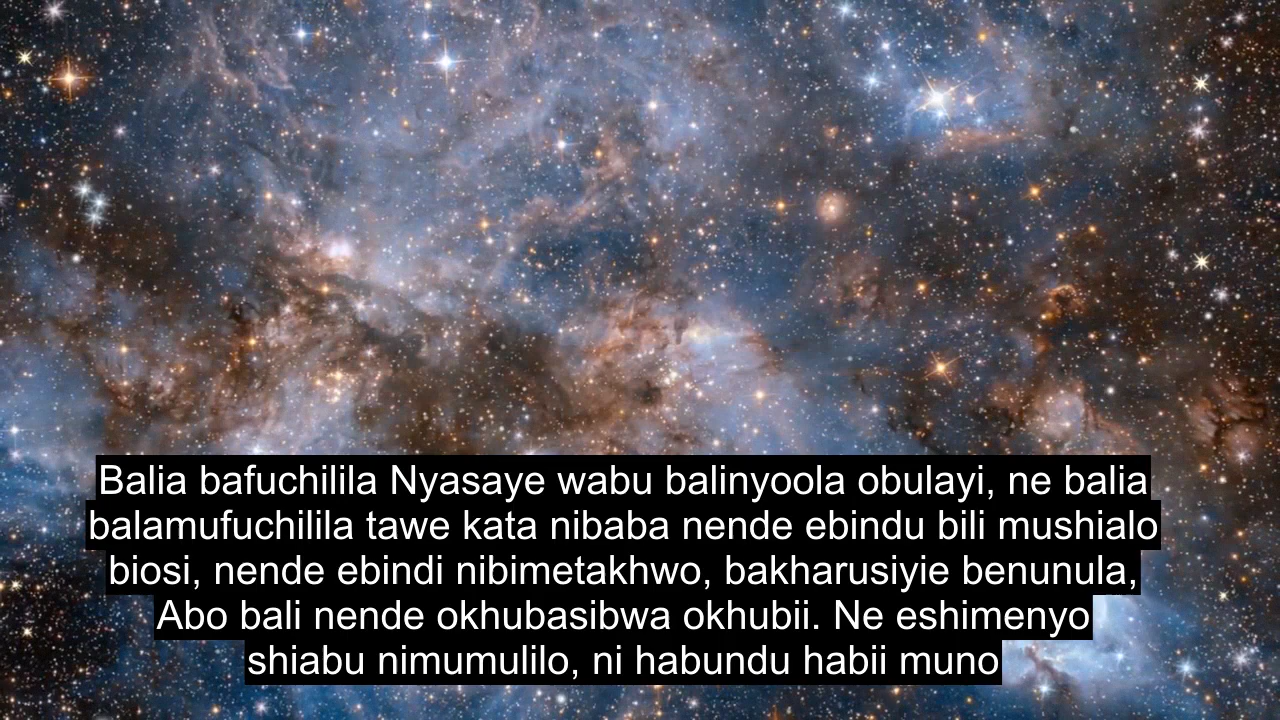 Balia bafuchilila Nyasaye wabu balinyoola obulayi, ne balia
balamufuchilila tawe kata nibaba nende ebindu bili mushialo
biosi, nende ebindi nibimetakhwo, bakharusiyie benunula,
Abo bali nende okhubasibwa okhubii. Ne eshimenyo
shiabu nimumulilo, ni habundu habii muno